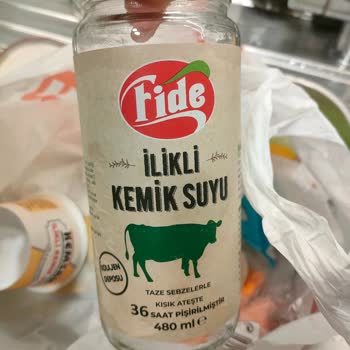 Fide
İLİKLİ
KEMİK SUYU
KOLAJEN
DEPOSU
TAZE SEBZELERLE
KISIK ATEŞTE
36 SAAT PİŞİRİLMİŞTİR
480 ml e